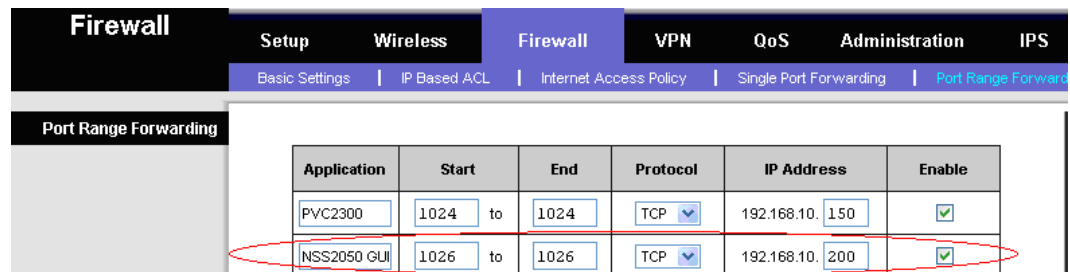 Firewall
Setup Wireless Firewall VPN QoS Administration IPS
Basic Settings | IP Based ACL | Internet Access Policy | Single Port Forwarding | Port Range Forward
Port Range Forwarding
Application Start End Protocol IP Address Enable
PVC2300 1024 to 1024 TCP 192.168.10. 150
NSS2050 GUI 1026 to 1026 TCP 192.168.10. 200